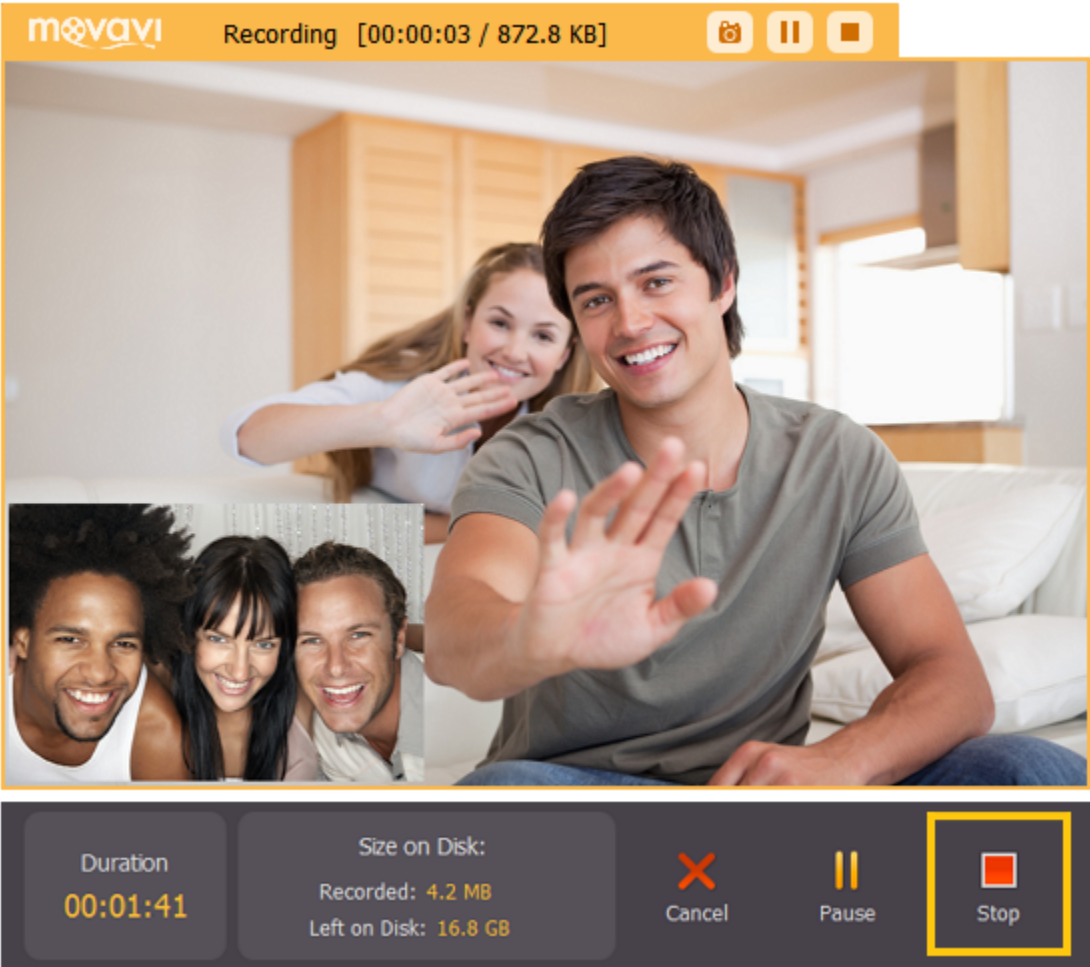 movavi
Recording [00:00:03 / 872.8 KB]
Duration
00:01:41
Size on Disk:
Recorded: 4.2 MB
Left on Disk: 16.8 GB
Cancel
Pause
Stop